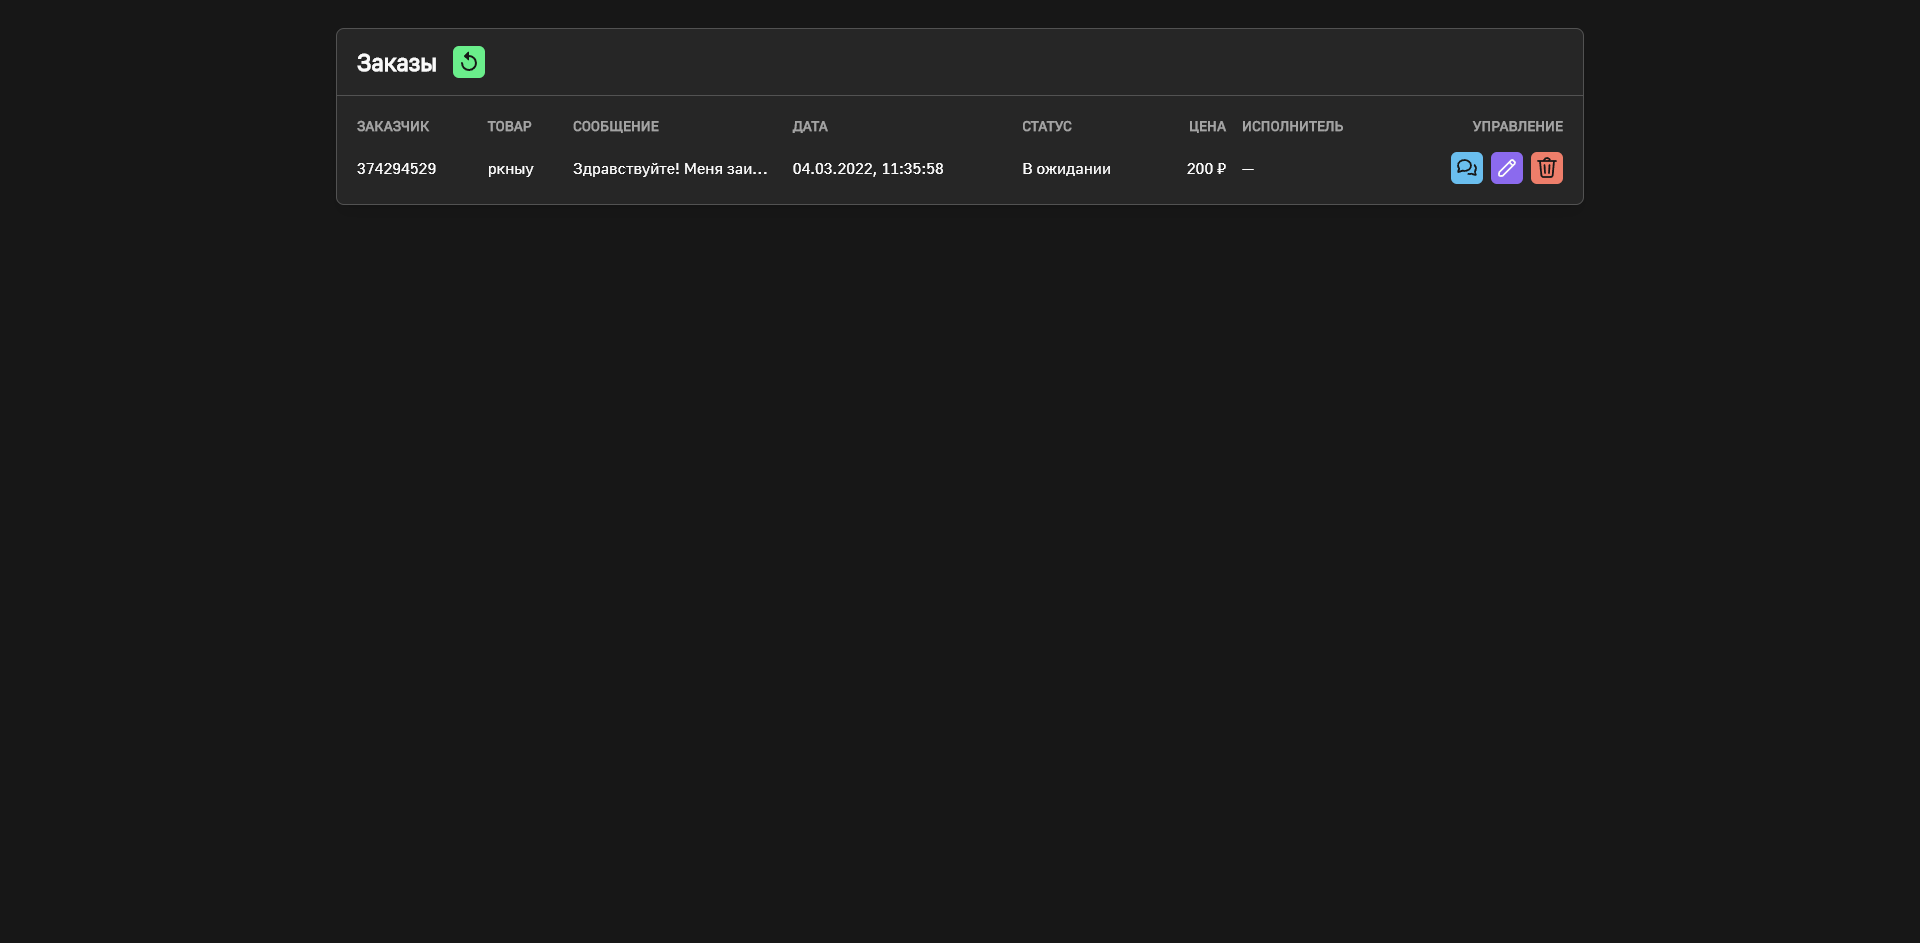 Заказы
ЗАКАЗЧИК ТОВАР СООБЩЕНИЕ ДАТА СТАТУС ЦЕНА ИСПОЛНИТЕЛЬ УПРАВЛЕНИЕ
374294529 ркныу Здравствуйте! Меня заи... 04.03.2022, 11:35:58 В ожидании 200 ₽ —